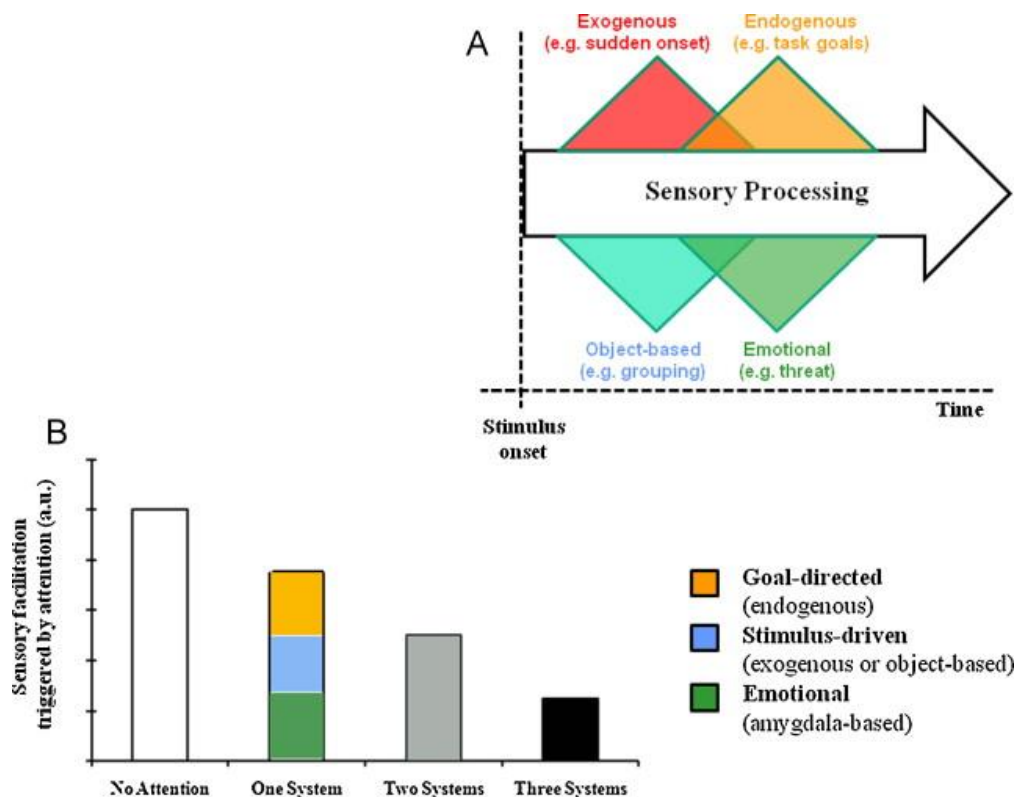 A
Exogenous
(e.g. sudden onset)
Endogenous
(e.g. task goals)
Sensory Processing
Object-based
(e.g. grouping)
Emotional
(e.g. threat)
Time
Stimulus
onset
B
Sensory facilitation
triggered by attention (a.u.)
No Attention
One System
Two Systems
Three Systems
Goal-directed
(endogenous)
Stimulus-driven
(exogenous or object-based)
Emotional
(amygdala-based)